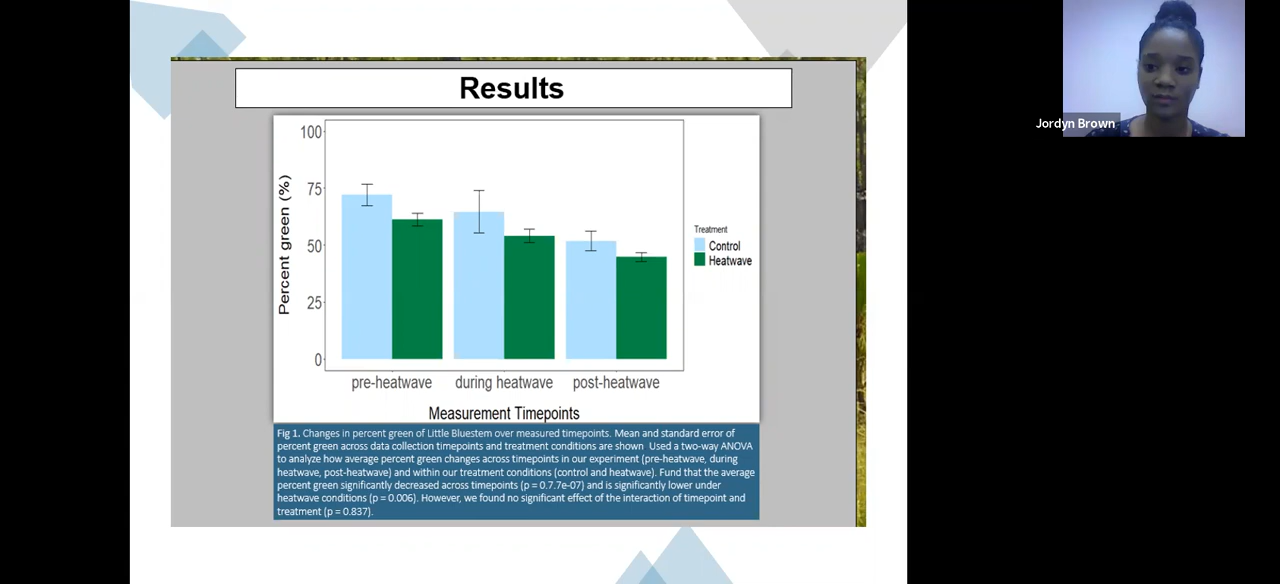 Results
100
75
50
25
0
Percent green (%)
pre-heatwave during heatwave post-heatwave
Measurement Timepoints
Treatment
Control
Heatwave
Fig 1. Changes in percent green of Little Bluestem over measured timepoints. Mean and standard error of
percent green across data collection timepoints and treatment conditions are shown Used a two-way ANOVA
to analyze how average percent green changes across timepoints in our experiment (pre-heatwave, during
heatwave, post-heatwave) and within our treatment conditions (control and heatwave). Fund that the average
percent green significantly decreased across timepoints (p = 0.7.7e-07) and is significantly lower under
heatwave conditions (p = 0.006). However, we found no significant effect of the interaction of timepoint and
treatment (p = 0.837).
Jordyn Brown